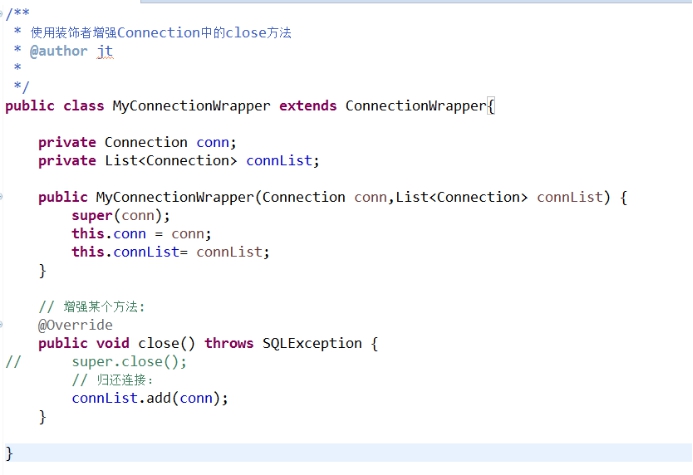 /**
 * 使用装饰者增强Connection中的close方法
 * @author jt
 *
 */
public class MyConnectionWrapper extends ConnectionWrapper{
    private Connection conn;
    private List<Connection> connList;
    public MyConnectionWrapper(Connection conn,List<Connection> connList) {
        super(conn);
        this.conn = conn;
        this.connList= connList;
    }
    // 增强某个方法:
    @Override
    public void close() throws SQLException {
//      super.close();
        // 归还连接:
        connList.add(conn);
    }
}